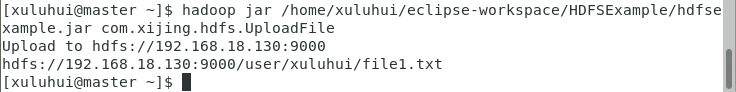 [xuluhui@master ~]$ hadoop jar /home/xuluhui/eclipse-workspace/HDFSExample/hdfse
xample.jar com.xijing.hdfs.UploadFile
Upload to hdfs://192.168.18.130:9000
hdfs://192.168.18.130:9000/user/xuluhui/file1.txt
[xuluhui@master ~]$